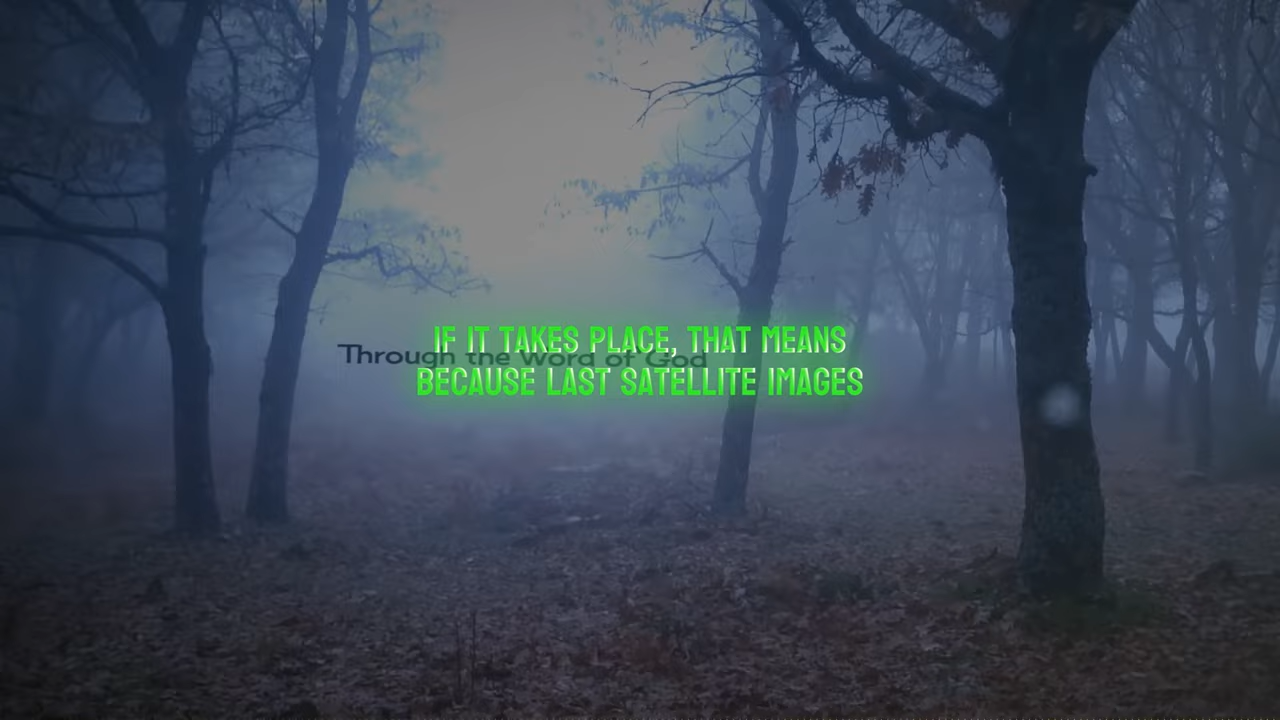 IF IT TAKES PLACE, THAT MEANS
Through the Word of God
BECAUSE LAST SATELLITE IMAGES